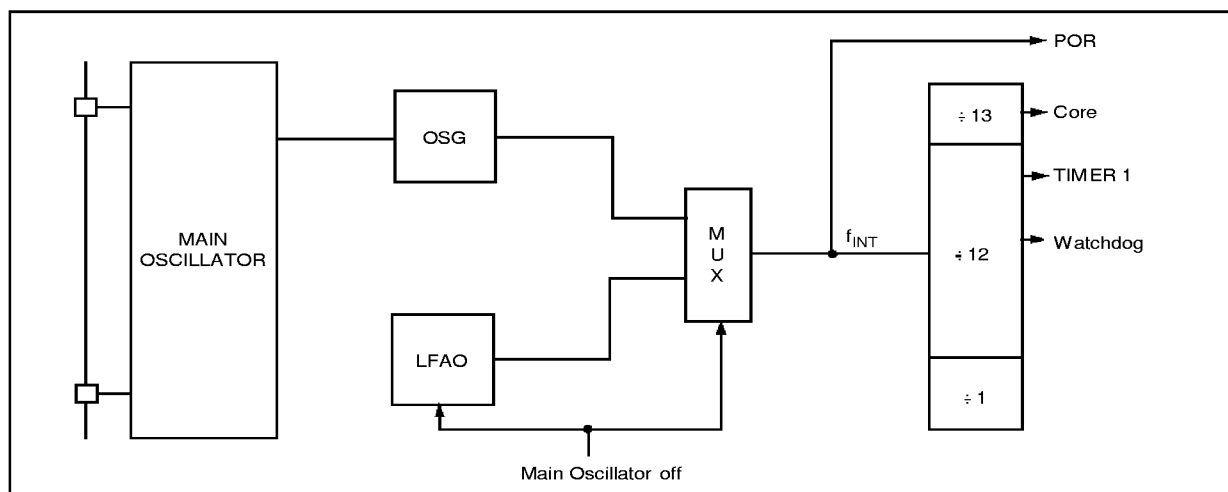 POR
÷ 13
Core
OSG
TIMER 1
MAIN
OSCILLATOR
M
U
X
fINT
÷ 12
Watchdog
LFAO
÷ 1
Main Oscillator off